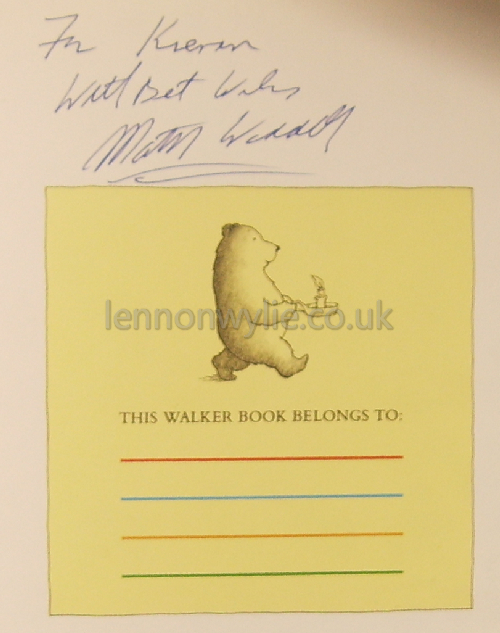 For Kieran
With Best Wishes
Martin Waddell
lennonwylie.co.uk
THIS WALKER BOOK BELONGS TO: